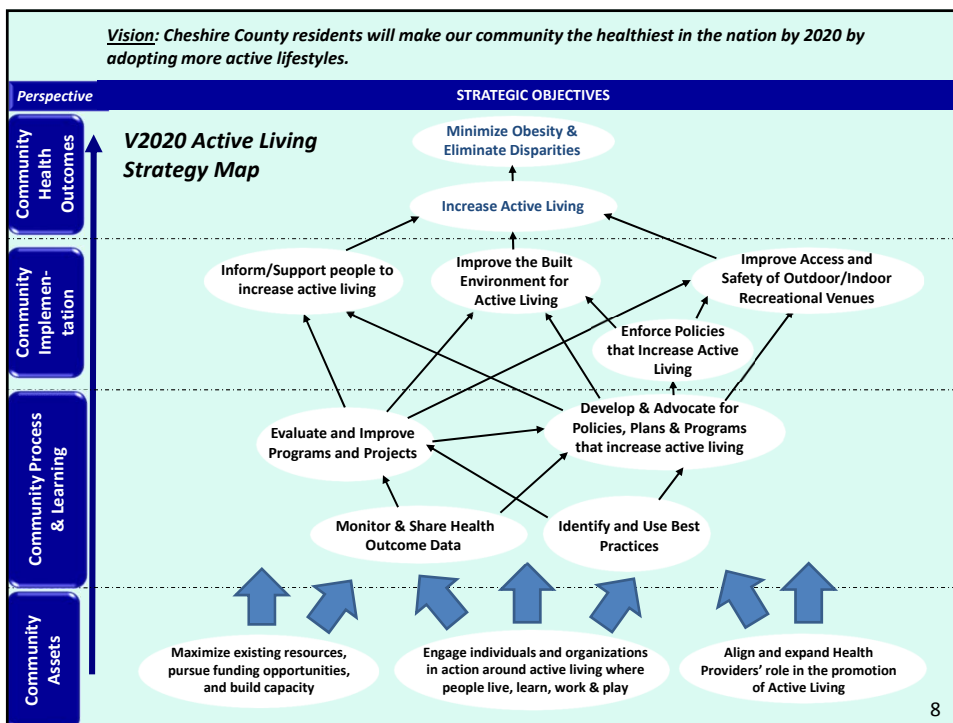 Vision: Cheshire County residents will make our community the healthiest in the nation by 2020 by
adopting more active lifestyles.
Perspective
STRATEGIC OBJECTIVES
Community
Health
Outcomes
V2020 Active Living
Strategy Map
Minimize Obesity &
Eliminate Disparities
Increase Active Living
Community
Implemen-
tation
Inform/Support people to
increase active living
Improve the Built
Environment for
Active Living
Improve Access and
Safety of Outdoor/Indoor
Recreational Venues
Enforce Policies
that Increase Active
Living
Community Process
& Learning
Evaluate and Improve
Programs and Projects
Develop & Advocate for
Policies, Plans & Programs
that increase active living
Monitor & Share Health
Outcome Data
Identify and Use Best
Practices
Community
Assets
Maximize existing resources,
pursue funding opportunities,
and build capacity
Engage individuals and organizations
in action around active living where
people live, learn, work & play
Align and expand Health
Providers' role in the promotion
of Active Living
8